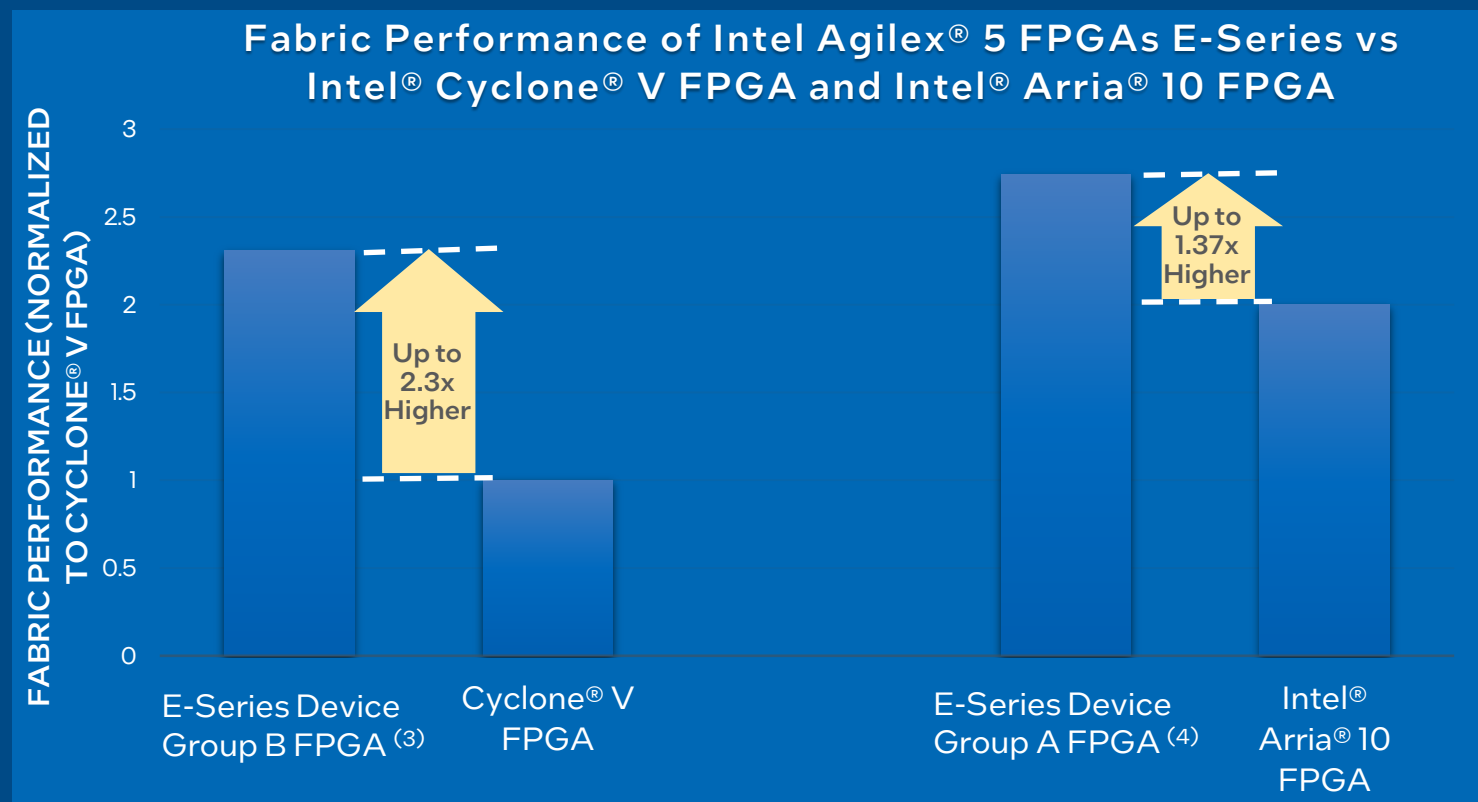 Fabric Performance of Intel Agilex® 5 FPGAs E-Series vs
Intel® Cyclone® V FPGA and Intel® Arria® 10 FPGA
FABRIC PERFORMANCE (NORMALIZED
TO CYCLONE® V FPGA)
3
2.5
2
1.5
1
0.5
0
Up to
2.3x
Higher
Up to
1.37x
Higher
E-Series Device
Group B FPGA (3)
Cyclone® V
FPGA
E-Series Device
Group A FPGA (4)
Intel®
Arria® 10
FPGA